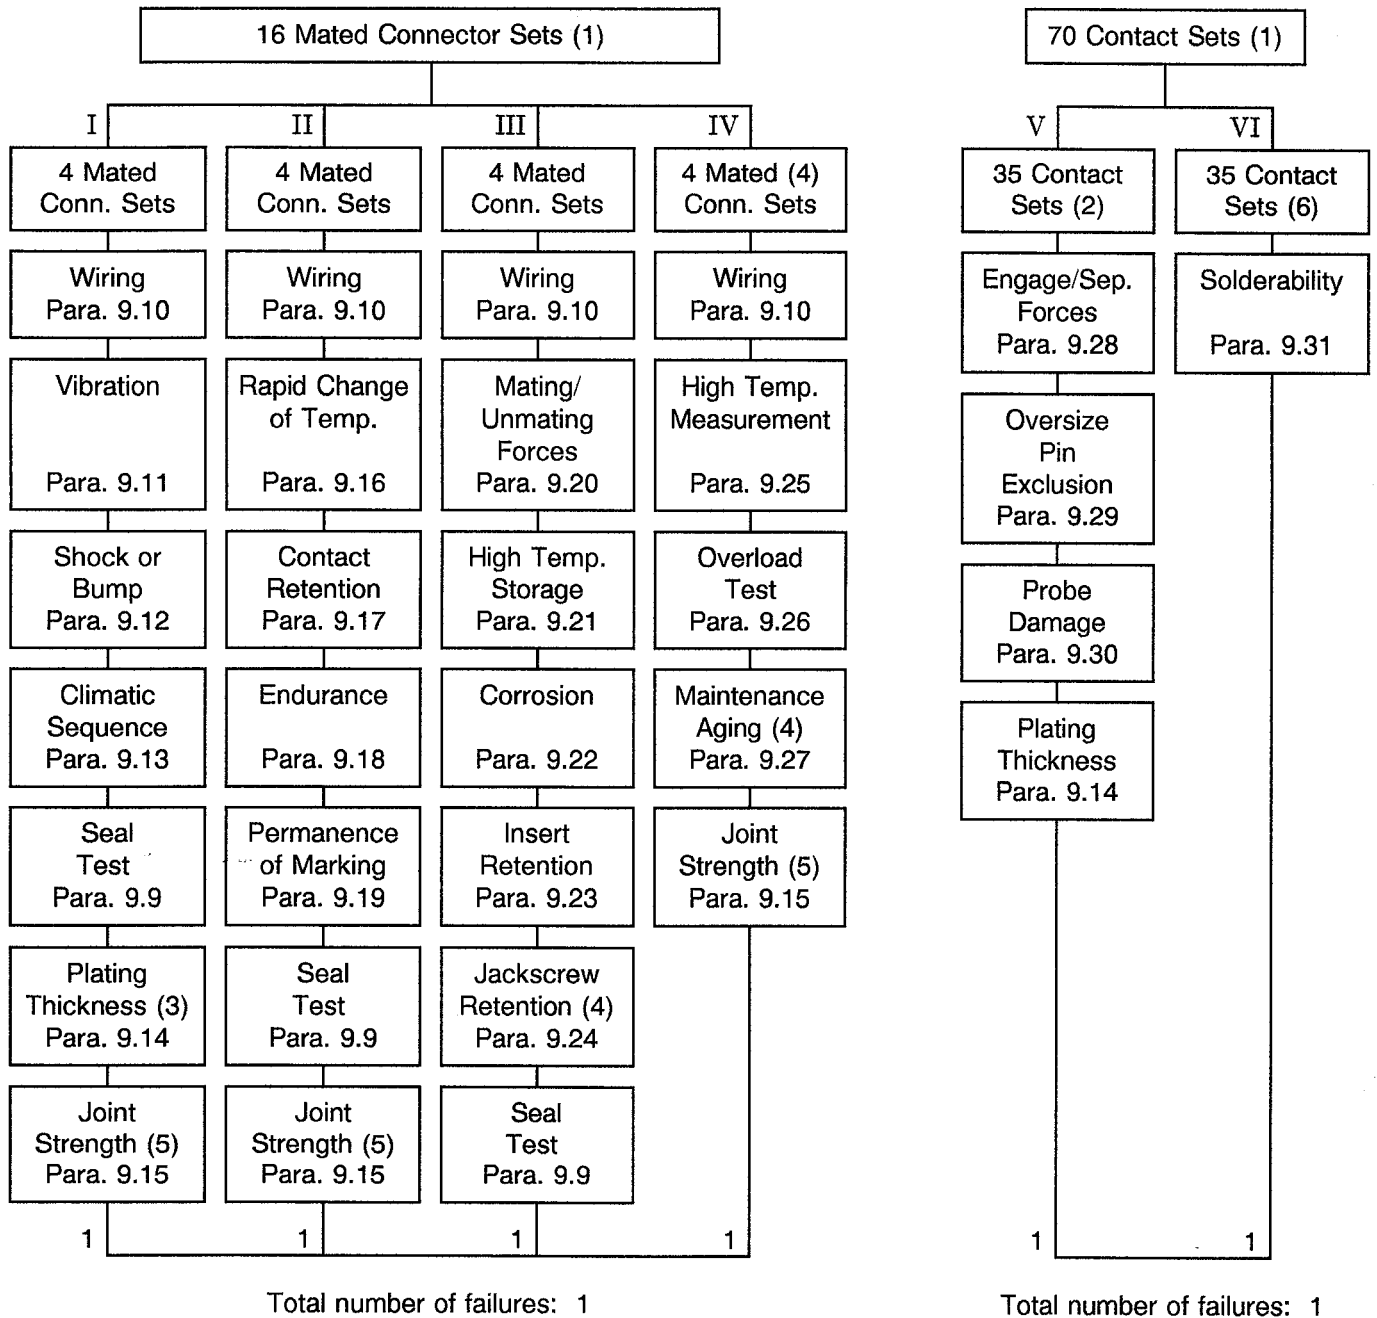 16 Mated Connector Sets (1)
I
II
III
IV
4 Mated
Conn. Sets
4 Mated
Conn. Sets
4 Mated
Conn. Sets
4 Mated (4)
Conn. Sets
Wiring
Para. 9.10
Wiring
Para. 9.10
Wiring
Para. 9.10
Wiring
Para. 9.10
Vibration
Para. 9.11
Rapid Change
of Temp.
Para. 9.16
Mating/
Unmating
Forces
Para. 9.20
High Temp.
Measurement
Para. 9.25
Shock or
Bump
Para. 9.12
Contact
Retention
Para. 9.17
High Temp.
Storage
Para. 9.21
Overload
Test
Para. 9.26
Climatic
Sequence
Para. 9.13
Endurance
Para. 9.18
Corrosion
Para. 9.22
Maintenance
Aging (4)
Para. 9.27
Seal
Test
Para. 9.9
Permanence
of Marking
Para. 9.19
Insert
Retention
Para. 9.23
Joint
Strength (5)
Para. 9.15
Plating
Thickness (3)
Para. 9.14
Seal
Test
Para. 9.9
Jackscrew
Retention (4)
Para. 9.24
Joint
Strength (5)
Para. 9.15
Joint
Strength (5)
Para. 9.15
Seal
Test
Para. 9.9
1
1
1
1
Total number of failures: 1
70 Contact Sets (1)
V
VI
35 Contact
Sets (2)
35 Contact
Sets (6)
Engage/Sep.
Forces
Para. 9.28
Solderability
Para. 9.31
Oversize
Pin
Exclusion
Para. 9.29
Probe
Damage
Para. 9.30
Plating
Thickness
Para. 9.14
1
1
Total number of failures: 1